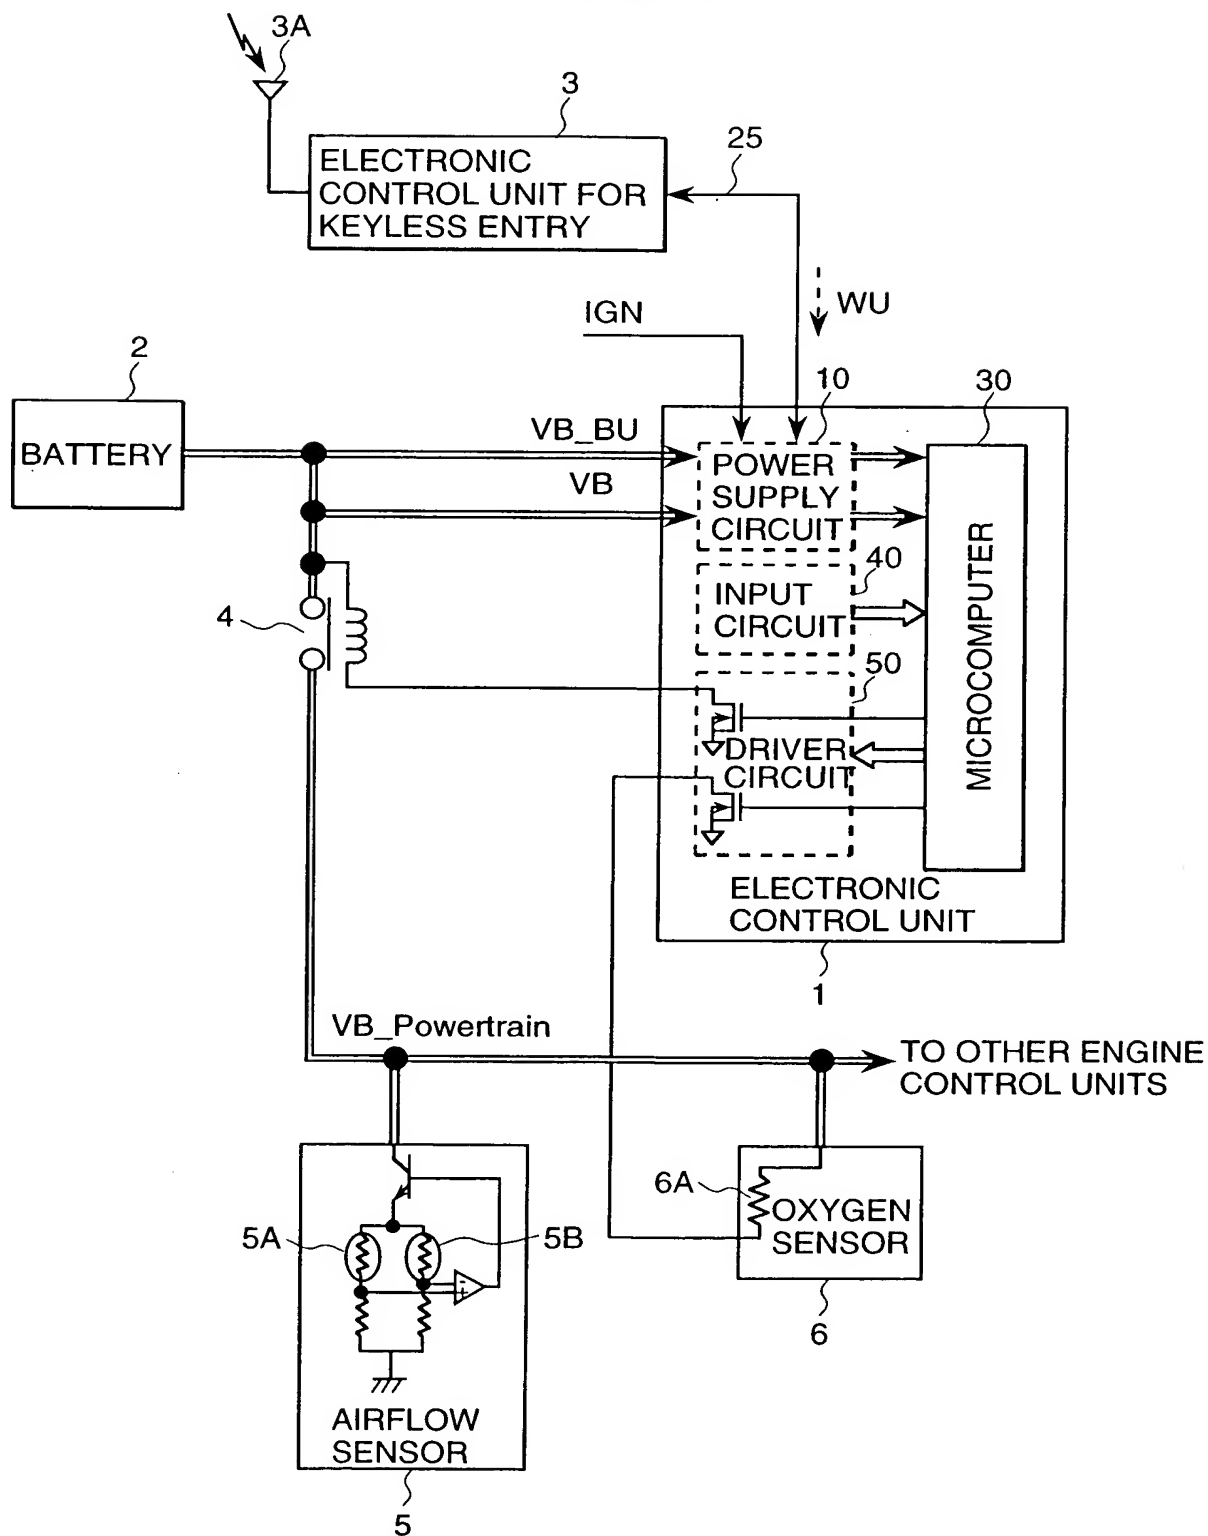 3A
3
ELECTRONIC
CONTROL UNIT FOR
KEYLESS ENTRY
25
WU
IGN
2
BATTERY
VB_BU
VB
10
30
POWER
SUPPLY
CIRCUIT
MICROCOMPUTER
40
INPUT
CIRCUIT
4
50
DRIVER
CIRCUIT
ELECTRONIC
CONTROL UNIT
1
VB_Powertrain
TO OTHER ENGINE
CONTROL UNITS
5A
5B
-
+
AIRFLOW
SENSOR
5
6A
OXYGEN
SENSOR
6